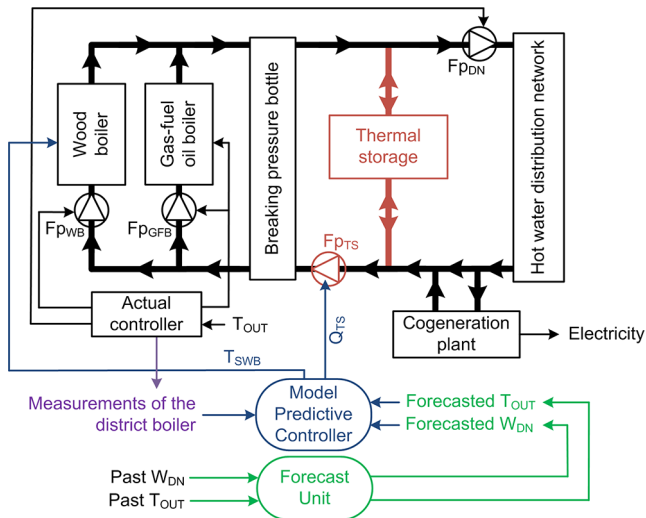 Fp_DN
Wood
boiler
Gas-fuel
oil boiler
Breaking pressure bottle
Thermal
storage
Hot water distribution network
Fp_WB
Fp_GFB
Fp_TS
Actual
controller
T_OUT
Q_TS
Cogeneration
plant
Electricity
T_SWB
Measurements of the
district boiler
Model
Predictive
Controller
Forecasted T_OUT
Forecasted W_DN
Past W_DN
Past T_OUT
Forecast
Unit